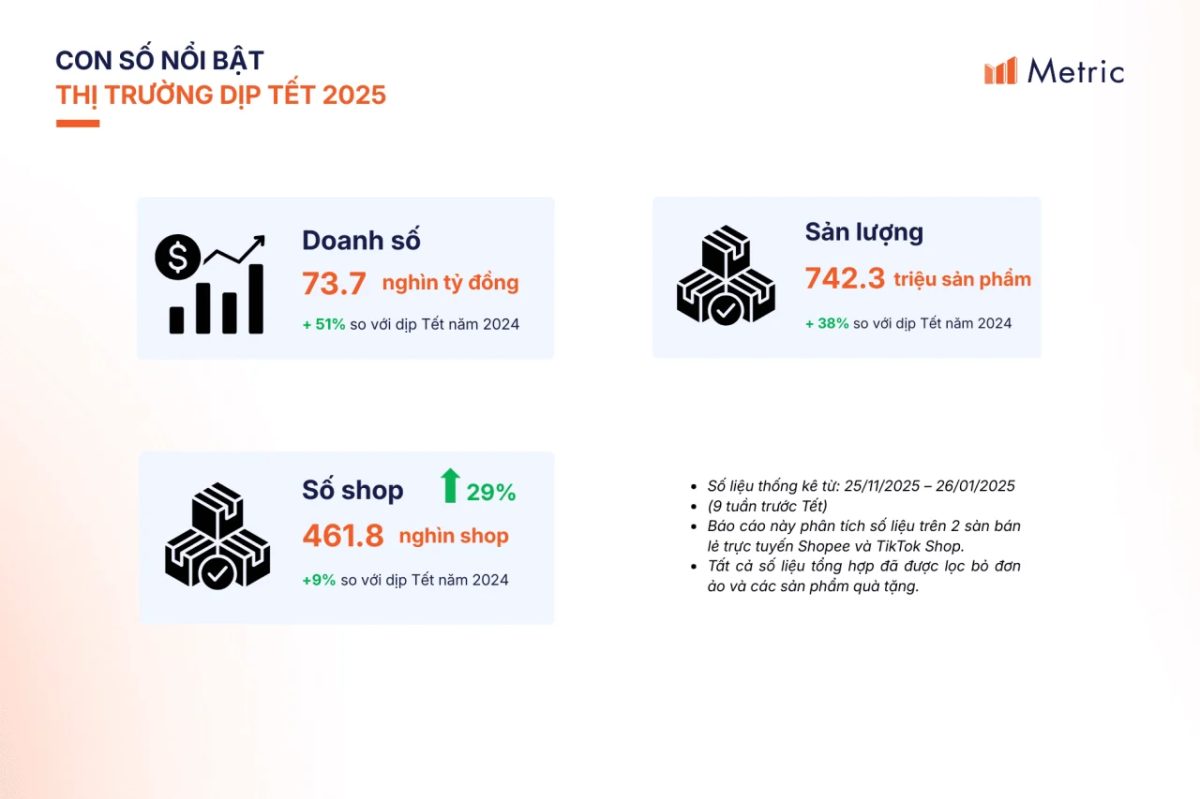 CON SỐ NỔI BẬT
THỊ TRƯỜNG DỊP TẾT 2025
Metric
Doanh số
73.7 nghìn tỷ đồng
+ 51% so với dịp Tết năm 2024
Sản lượng
742.3 triệu sản phẩm
+ 38% so với dịp Tết năm 2024
Số shop 29%
461.8 nghìn shop
+9% so với dịp Tết năm 2024
• Số liệu thống kê từ: 25/11/2025 – 26/01/2025
• (9 tuần trước Tết)
• Báo cáo này phân tích số liệu trên 2 sàn bán
lẻ trực tuyến Shopee và TikTok Shop.
• Tất cả số liệu tổng hợp đã được lọc bỏ đơn
ảo và các sản phẩm quà tặng.